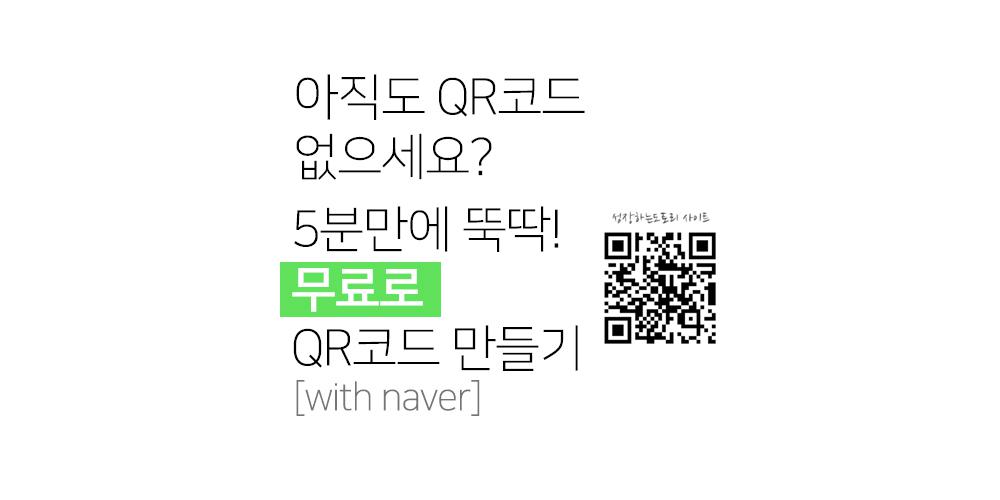 아직도 QR코드
없으세요?
5분만에 뚝딱!
무료로
QR코드 만들기
[with naver]
성장하는도토리 사이트